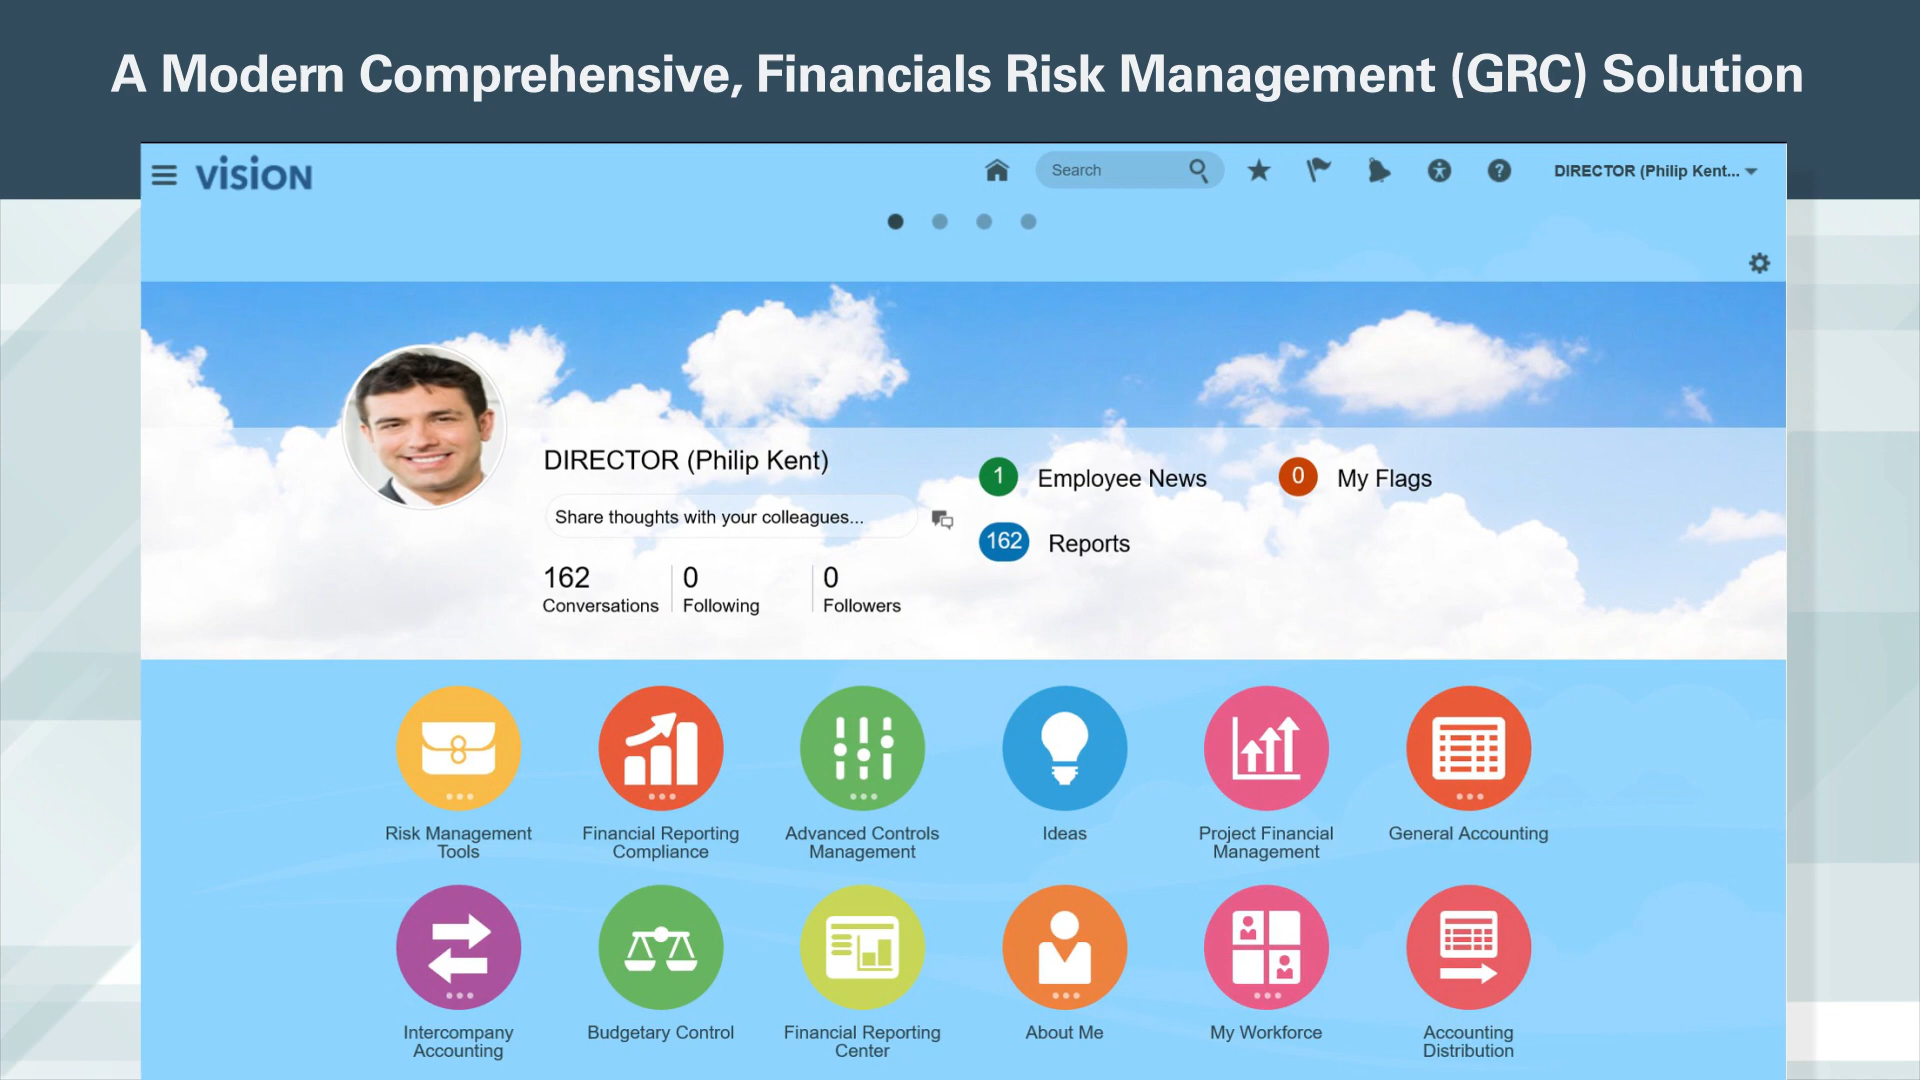 A Modern Comprehensive, Financials Risk Management (GRC) Solution
vision
Search
?
DIRECTOR (Philip Kent...
DIRECTOR (Philip Kent)
Share thoughts with your colleagues...
162
Conversations
0
Following
0
Followers
1
Employee News
0
My Flags
162
Reports
Risk Management
Tools
Financial Reporting
Compliance
Advanced Controls
Management
Ideas
Project Financial
Management
General Accounting
Intercompany
Accounting
Budgetary Control
Financial Reporting
Center
About Me
My Workforce
Accounting
Distribution